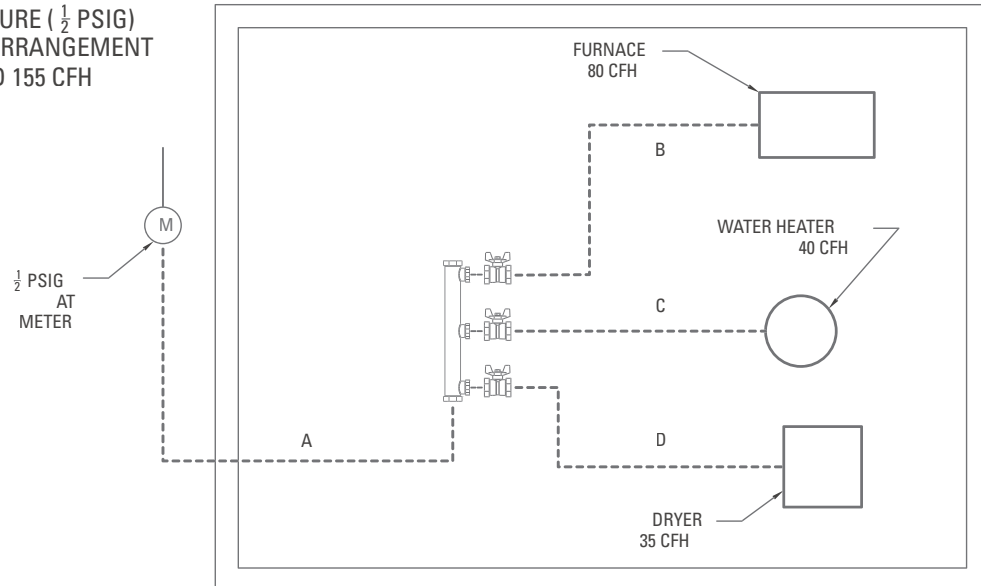 URE ( 1/2 PSIG)
RRANGEMENT
155 CFH
FURNACE
80 CFH
B
WATER HEATER
40 CFH
M
1/2 PSIG
AT
METER
C
A
D
DRYER
35 CFH